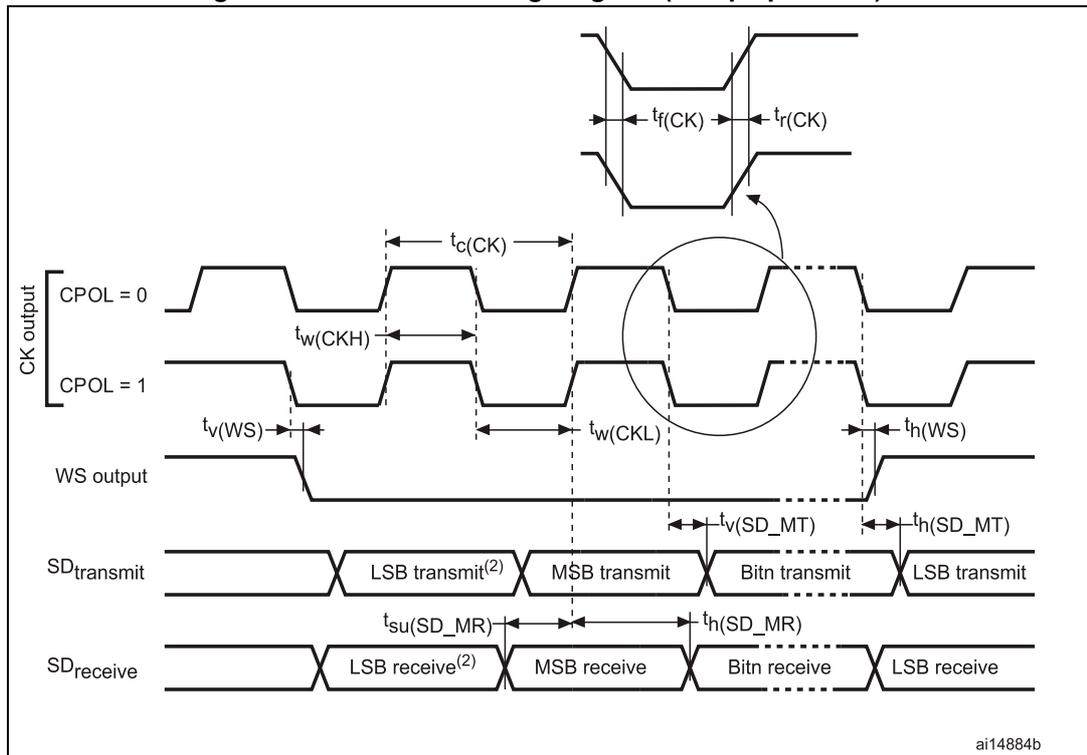 tf(CK)
tr(CK)
tc(CK)
CK output
CPOL = 0
tw(CKH)
CPOL = 1
tv(WS)
tw(CKL)
th(WS)
WS output
tv(SD_MT)
th(SD_MT)
SDtransmit
LSB transmit(2)
MSB transmit
Bitn transmit
LSB transmit
tsu(SD_MR)
th(SD_MR)
SDreceive
LSB receive(2)
MSB receive
Bitn receive
LSB receive
ai14884b